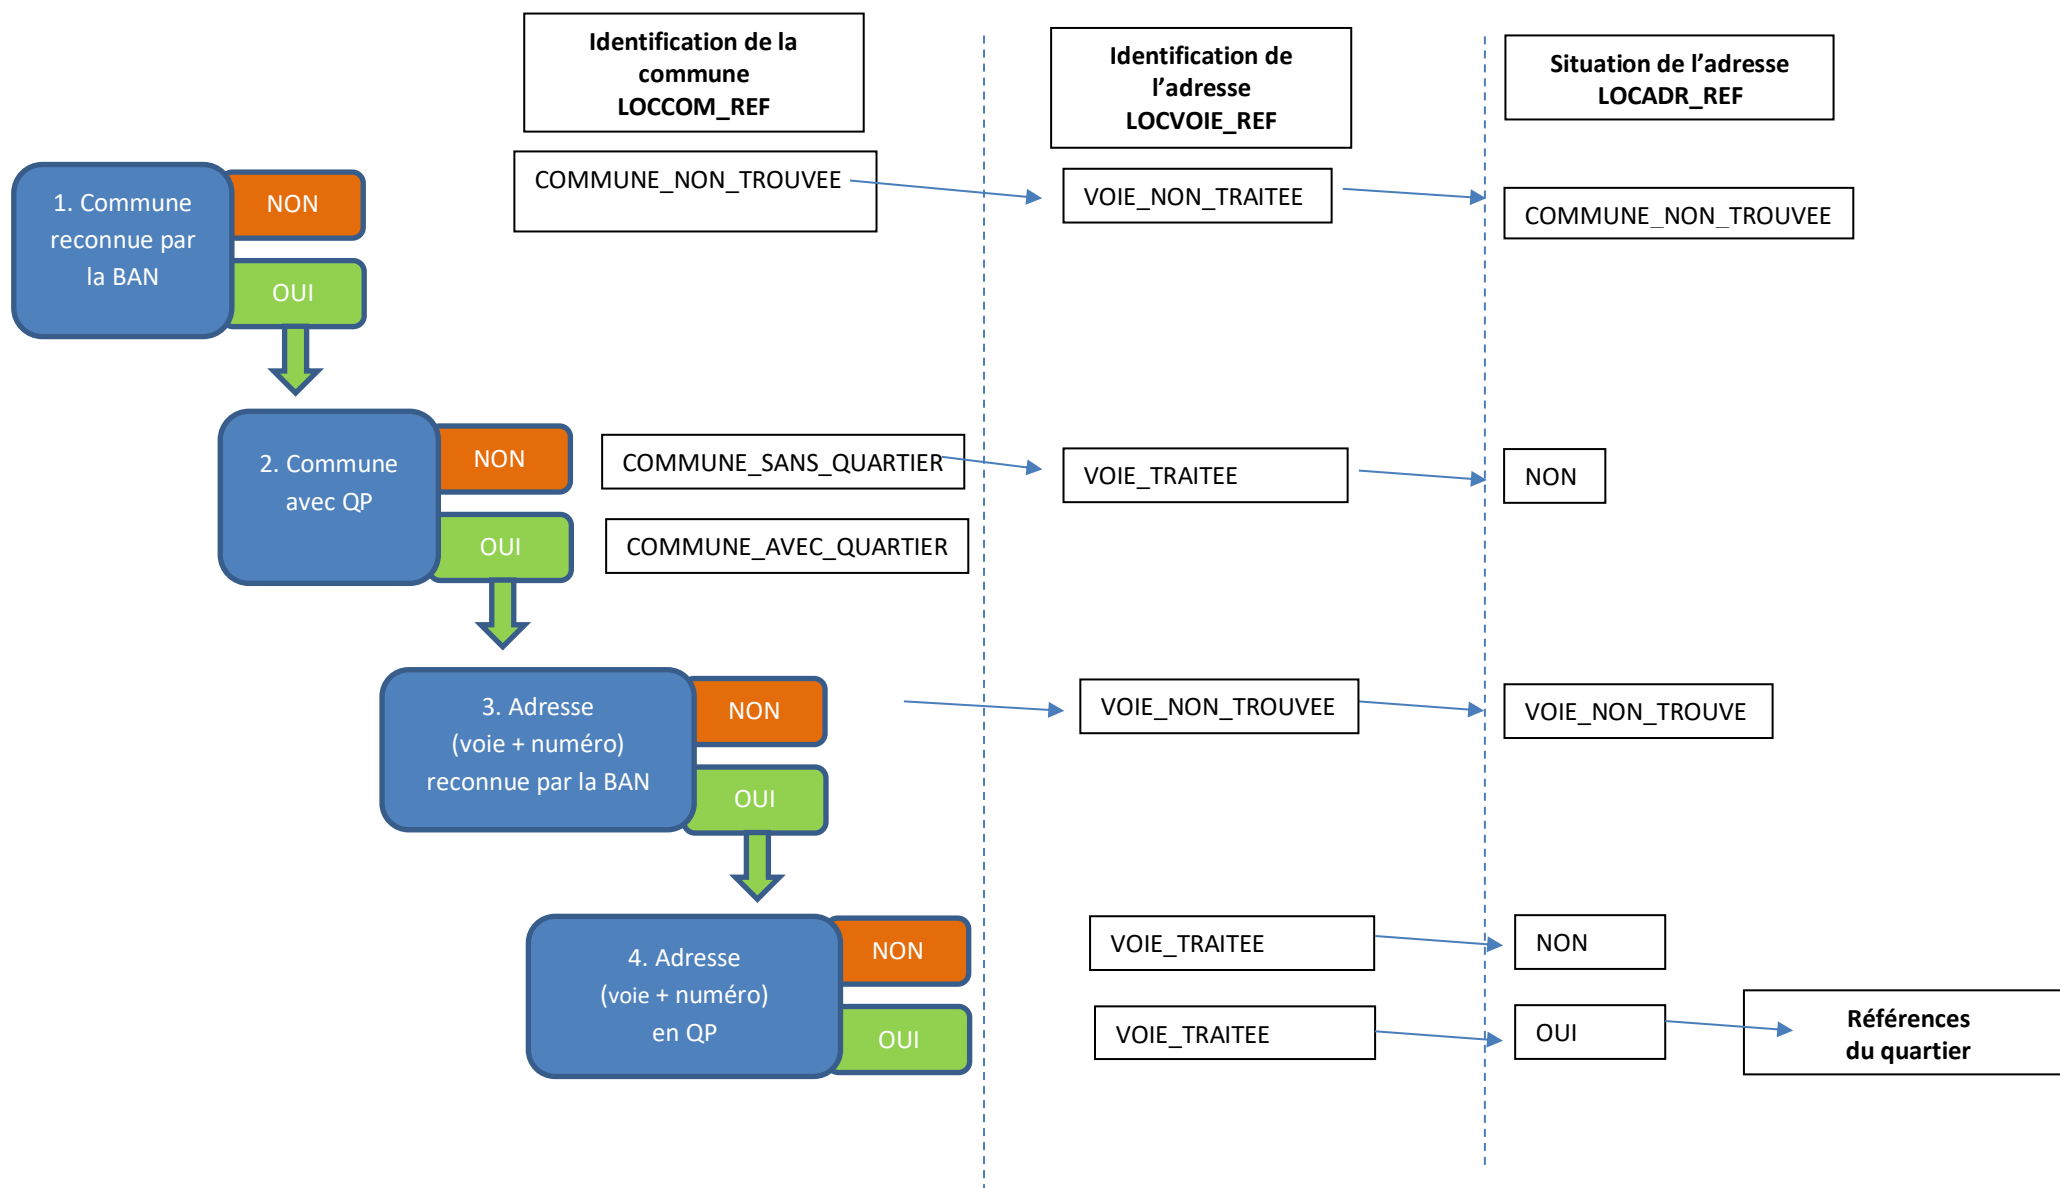 Identification de la
commune
LOCCOM_REF
Identification de
l’adresse
LOCVOIE_REF
Situation de l’adresse
LOCADR_REF
1. Commune
reconnue par
la BAN
NON
OUI
COMMUNE_NON_TROUVEE
VOIE_NON_TRAITEE
COMMUNE_NON_TROUVEE
2. Commune
avec QP
NON
OUI
COMMUNE_SANS_QUARTIER
VOIE_TRAITEE
NON
COMMUNE_AVEC_QUARTIER
3. Adresse
(voie + numéro)
reconnue par la BAN
NON
OUI
VOIE_NON_TROUVEE
VOIE_NON_TROUVE
4. Adresse
(voie + numéro)
en QP
NON
OUI
VOIE_TRAITEE
NON
VOIE_TRAITEE
OUI
Références
du quartier